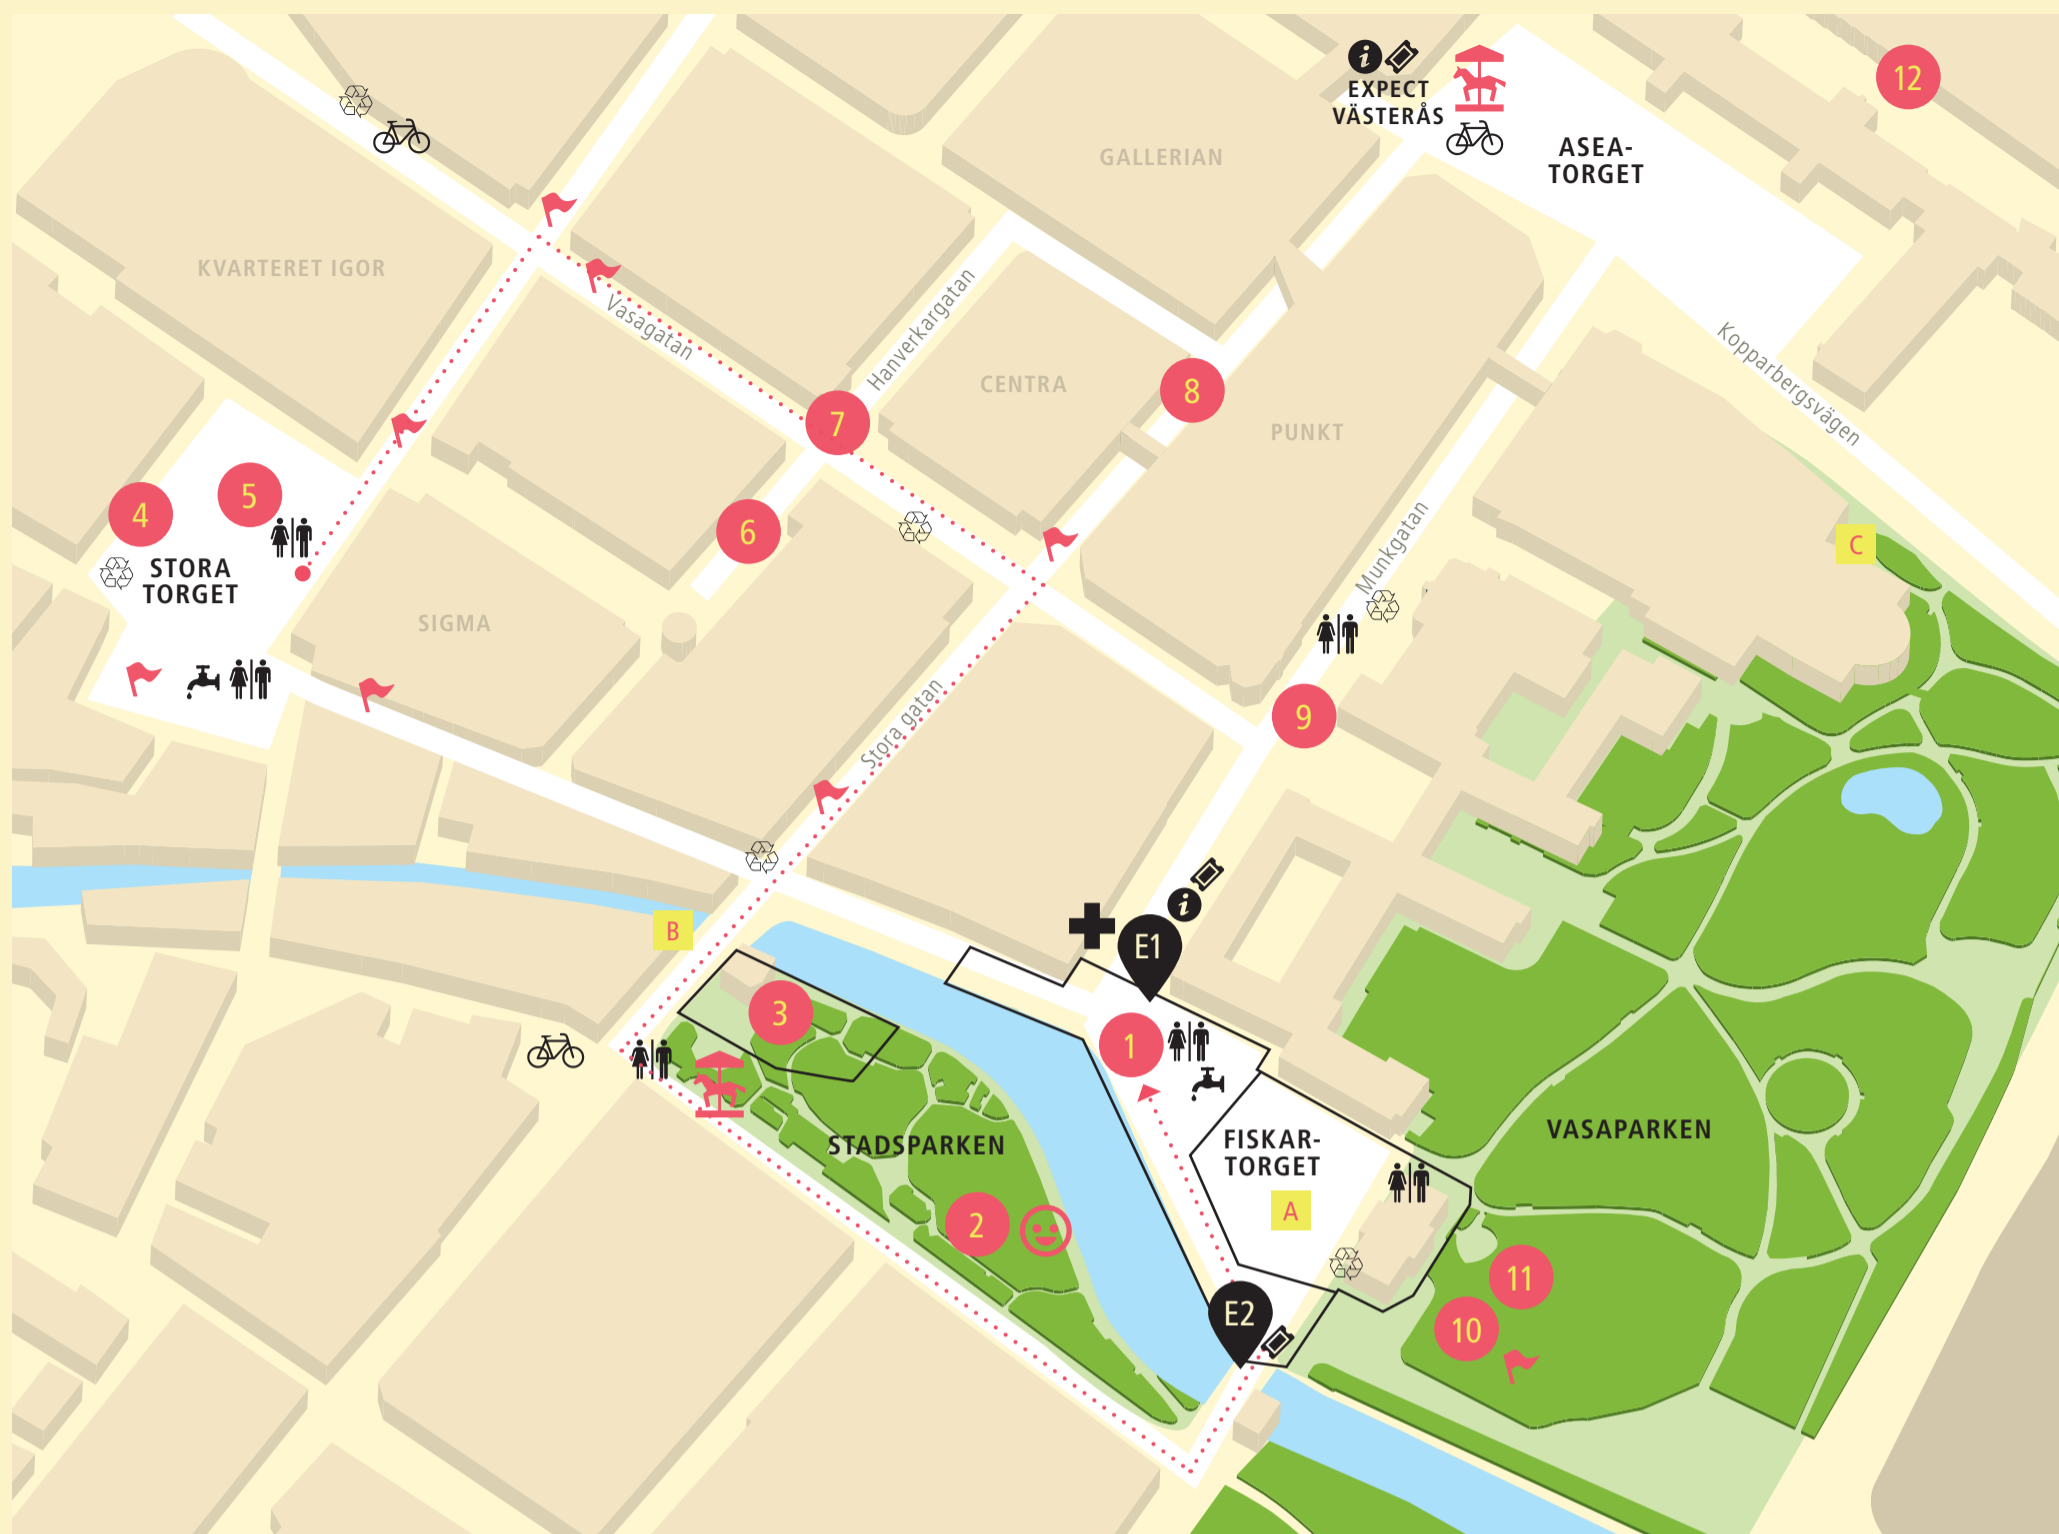 EXPECT
VÄSTERÅS
12
ASEA-
TORGET
GALLERIAN
KVARTERET IGOR
Vasagatan
Hanverkargatan
CENTRA
8
7
PUNKT
Kopparbergsvägen
4
5
6
STORA
TORGET
SIGMA
Munkgatan
C
Stora gatan
9
B
E1
3
1
STADSPARKEN
FISKAR-
TORGET
VASAPARKEN
A
2
11
10
E2